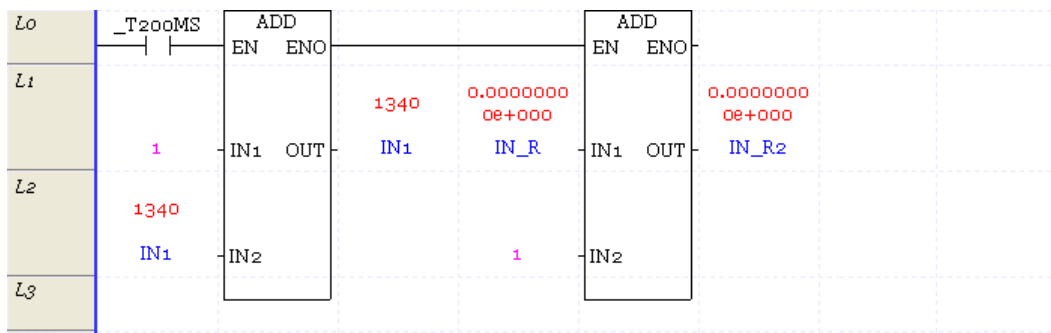 L0 _T200MS ADD ADD
EN ENO EN ENO
L1
1340 0.0000000 0.0000000
0e+000 0e+000
1 IN1 OUT IN1 IN_R IN1 OUT IN_R2
L2
1340
IN1 IN2 1 IN2
L3